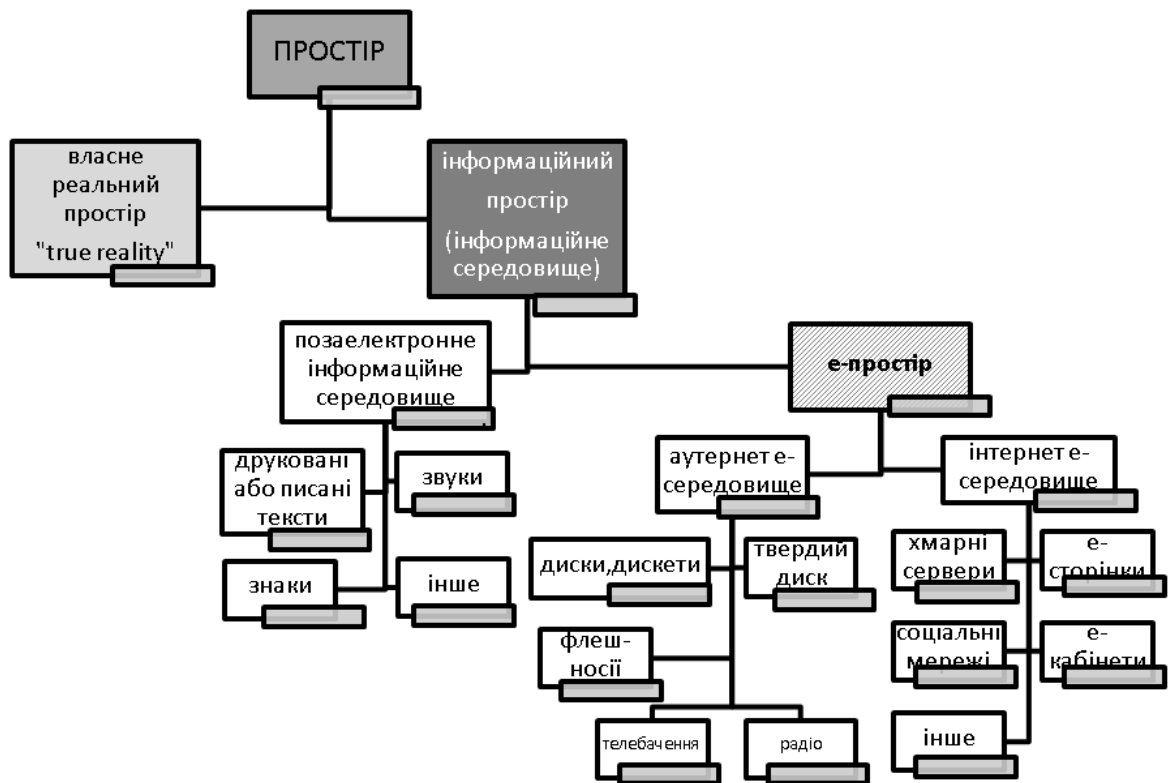 ПРОСТІР
власне
реальний
простір
"true reality"
інформаційний
простір
(інформаційне
середовище)
позаелектронне
інформаційне
середовище
е-простір
друковані
або писані
тексти
звуки
знаки
інше
аутернет е-
середовище
інтернет е-
середовище
диски,дискети
твердий
диск
флеш-
носії
телебачення
радіо
хмарні
сервери
е-
сторінки
соціальні
мережі
е-
кабінети
інше